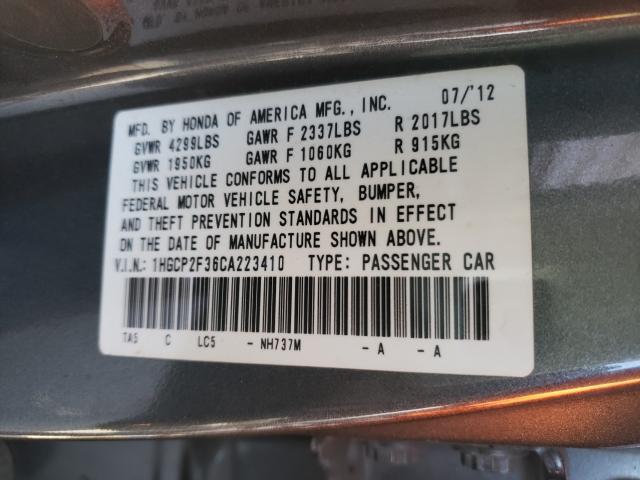 MFD. BY HONDA OF AMERICA MFG., INC. 07/'12
GVWR 4299LBS GAWR F 2337LBS R 2017LBS
GVWR 1950KG GAWR F 1060KG R 915KG
THIS VEHICLE CONFORMS TO ALL APPLICABLE
FEDERAL MOTOR VEHICLE SAFETY, BUMPER,
AND THEFT PREVENTION STANDARDS IN EFFECT
ON THE DATE OF MANUFACTURE SHOWN ABOVE.
V.I.N.: 1HGCP2F36CA223410 TYPE: PASSENGER CAR
TA5 C LC5 - NH737M - A - A